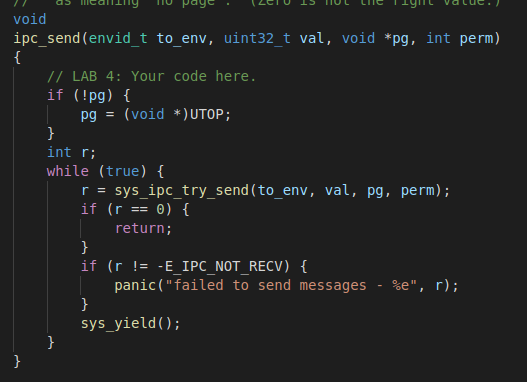 // as meaning "no page". (Zero is not the right value.)
void
ipc_send(envid_t to_env, uint32_t val, void *pg, int perm)
{
    // LAB 4: Your code here.
    if (!pg) {
        pg = (void *)UTOP;
    }
    int r;
    while (true) {
        r = sys_ipc_try_send(to_env, val, pg, perm);
        if (r == 0) {
            return;
        }
        if (r != -E_IPC_NOT_RECV) {
            panic("failed to send messages - %e", r);
        }
        sys_yield();
    }
}